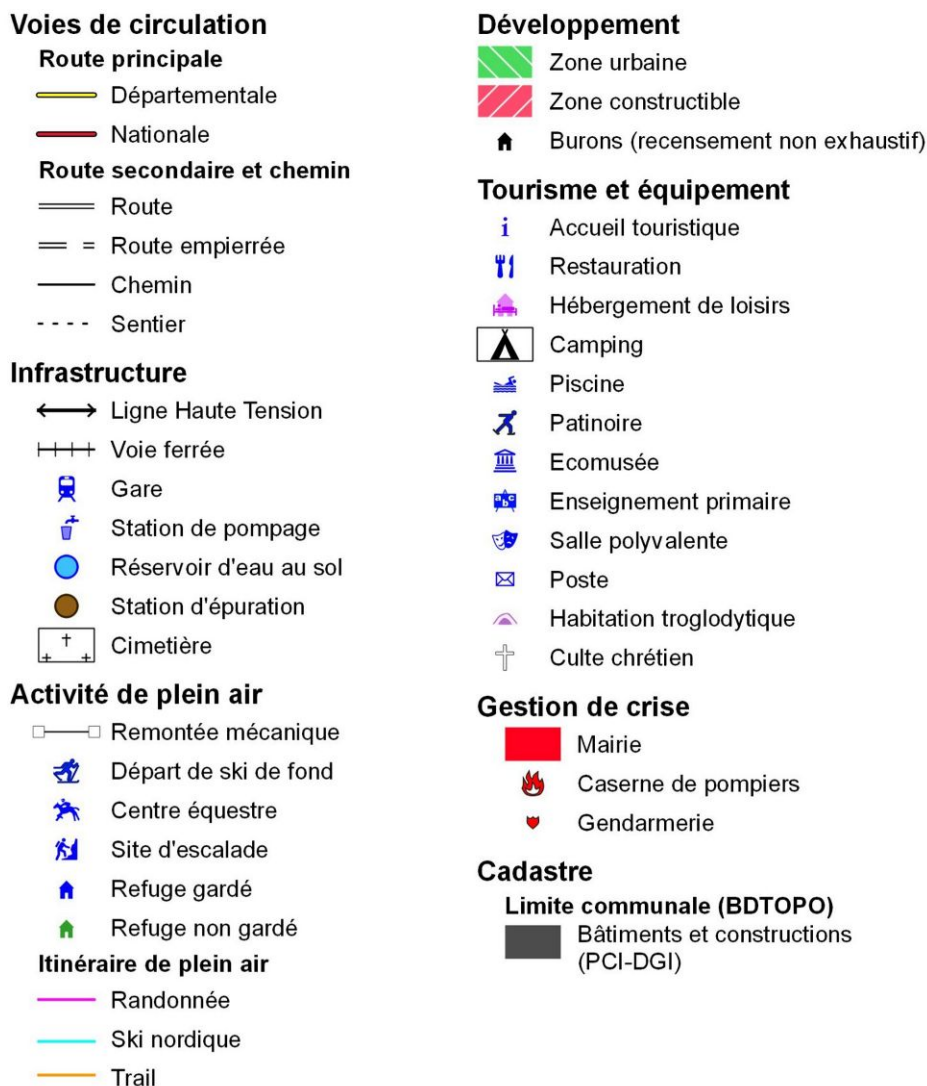 Voies de circulation
Route principale
Départementale
Nationale
Route secondaire et chemin
Route
Route empierrée
Chemin
Sentier
Infrastructure
Ligne Haute Tension
Voie ferrée
Gare
Station de pompage
Réservoir d'eau au sol
Station d'épuration
Cimetière
Activité de plein air
Remontée mécanique
Départ de ski de fond
Centre équestre
Site d'escalade
Refuge gardé
Refuge non gardé
Itinéraire de plein air
Randonnée
Ski nordique
Trail
Développement
Zone urbaine
Zone constructible
Burons (recensement non exhaustif)
Tourisme et équipement
i Accueil touristique
Restauration
Hébergement de loisirs
Camping
Piscine
Patinoire
Ecomusée
Enseignement primaire
Salle polyvalente
Poste
Habitation troglodytique
Culte chrétien
Gestion de crise
Mairie
Caserne de pompiers
Gendarmerie
Cadastre
Limite communale (BDTOPO)
Bâtiments et constructions
(PCI-DGI)